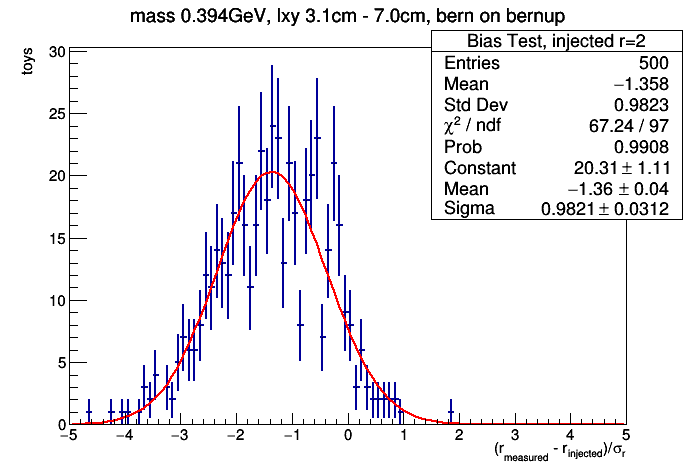 mass 0.394GeV, lxy 3.1cm - 7.0cm, bern on bernup
Bias Test, injected r=2
Entries 500
Mean −1.358
Std Dev 0.9823
χ² / ndf 67.24 / 97
Prob 0.9908
Constant 20.31 ± 1.11
Mean −1.36 ± 0.04
Sigma 0.9821 ± 0.0312
toys
30
25
20
15
10
5
0
−5 −4 −3 −2 −1 0 1 2 3 4 5
(r_measured - r_injected)/σ_r